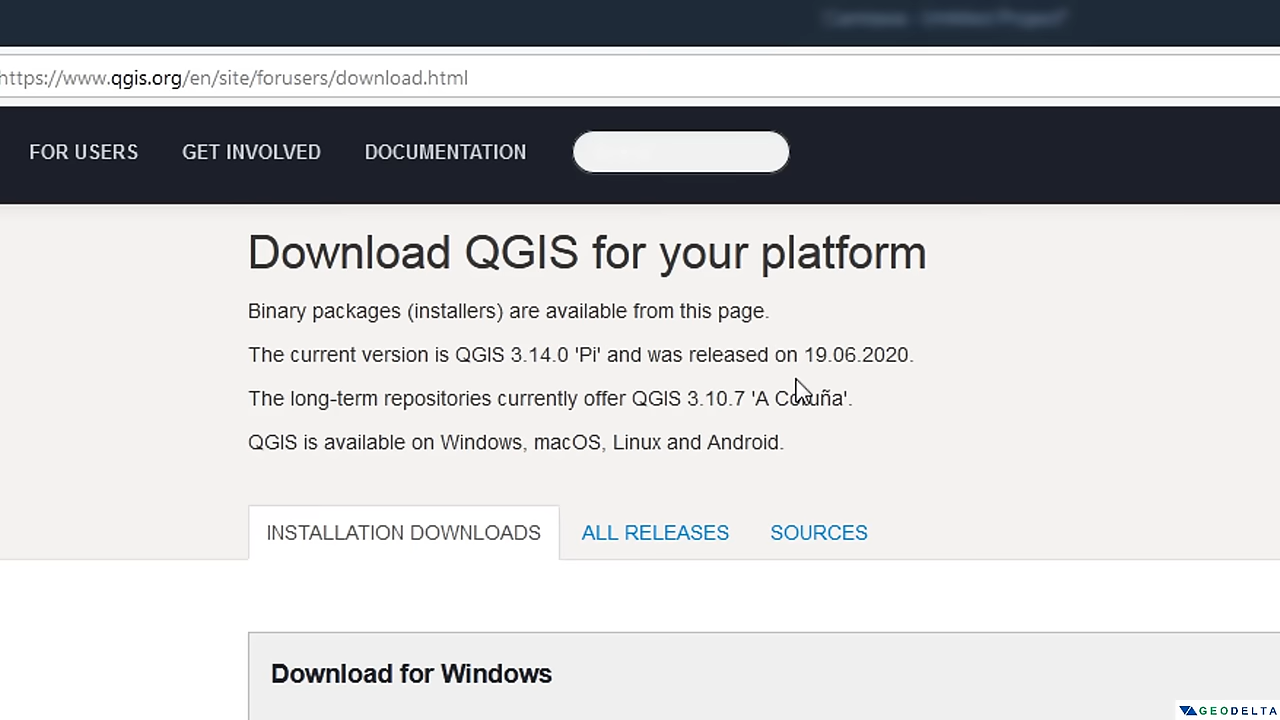 https://www.qgis.org/en/site/forusers/download.html
FOR USERS GET INVOLVED DOCUMENTATION
Download QGIS for your platform
Binary packages (installers) are available from this page.
The current version is QGIS 3.14.0 'Pi' and was released on 19.06.2020.
The long-term repositories currently offer QGIS 3.10.7 'A Coruña'.
QGIS is available on Windows, macOS, Linux and Android.
INSTALLATION DOWNLOADS ALL RELEASES SOURCES
Download for Windows
GEODELTA